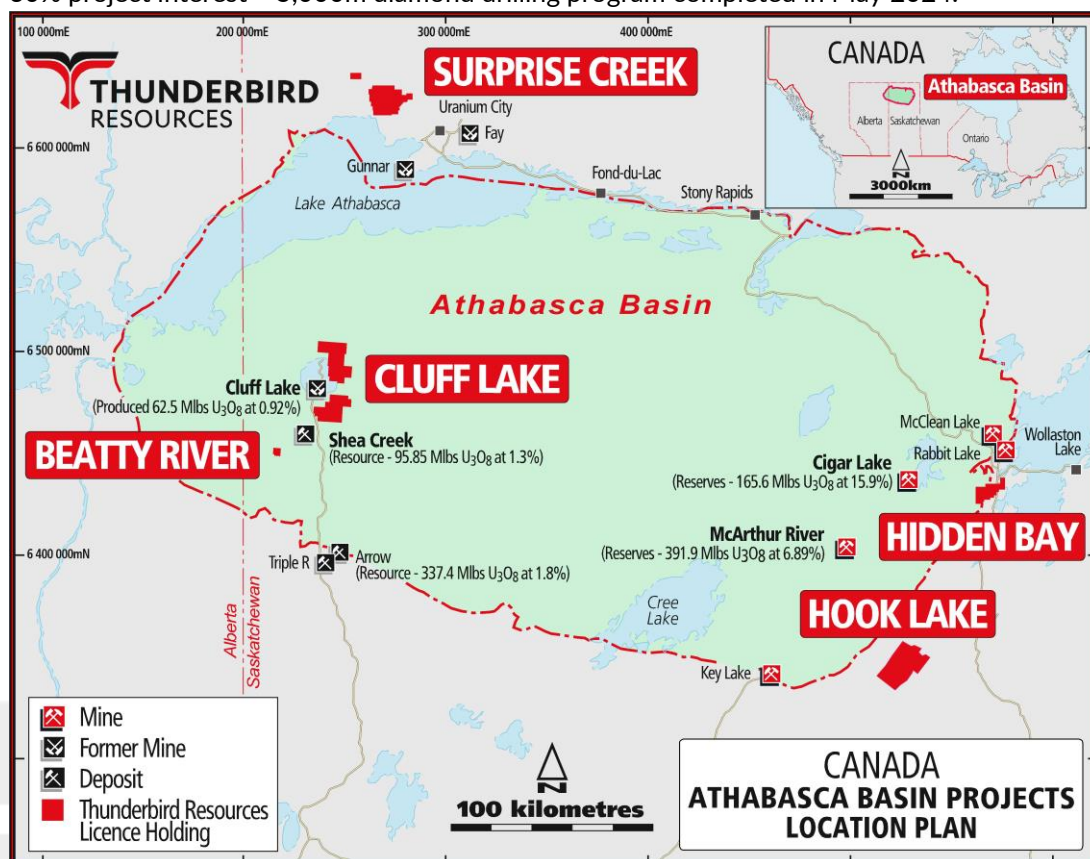 100 000mE
200 000mE
300 000mE
400 000mE
THUNDERBIRD
RESOURCES
SURPRISE CREEK
CANADA
Athabasca Basin
Alberta
Saskatchewan
Ontario
N
3000km
Uranium City
Fay
6 600 000mN
Gunnar
Fond-du-Lac
Stony Rapids
Lake Athabasca
Athabasca Basin
6 500 000mN
Cluff Lake
(Produced 62.5 Mlbs U₃O₈ at 0.92%)
CLUFF LAKE
BEATTY RIVER
Shea Creek
(Resource - 95.85 Mlbs U₃O₈ at 1.3%)
McClean Lake
Rabbit Lake
Wollaston
Lake
Cigar Lake
(Reserves - 165.6 Mlbs U₃O₈ at 15.9%)
HIDDEN BAY
McArthur River
(Reserves - 391.9 Mlbs U₃O₈ at 6.89%)
6 400 000mN
Triple R
Arrow
(Resource - 337.4 Mlbs U₃O₈ at 1.8%)
Cree
Lake
HOOK LAKE
Key Lake
Alberta
Saskatchewan
Mine
Former Mine
Deposit
Thunderbird Resources
Licence Holding
N
100 kilometres
CANADA
ATHABASCA BASIN PROJECTS
LOCATION PLAN